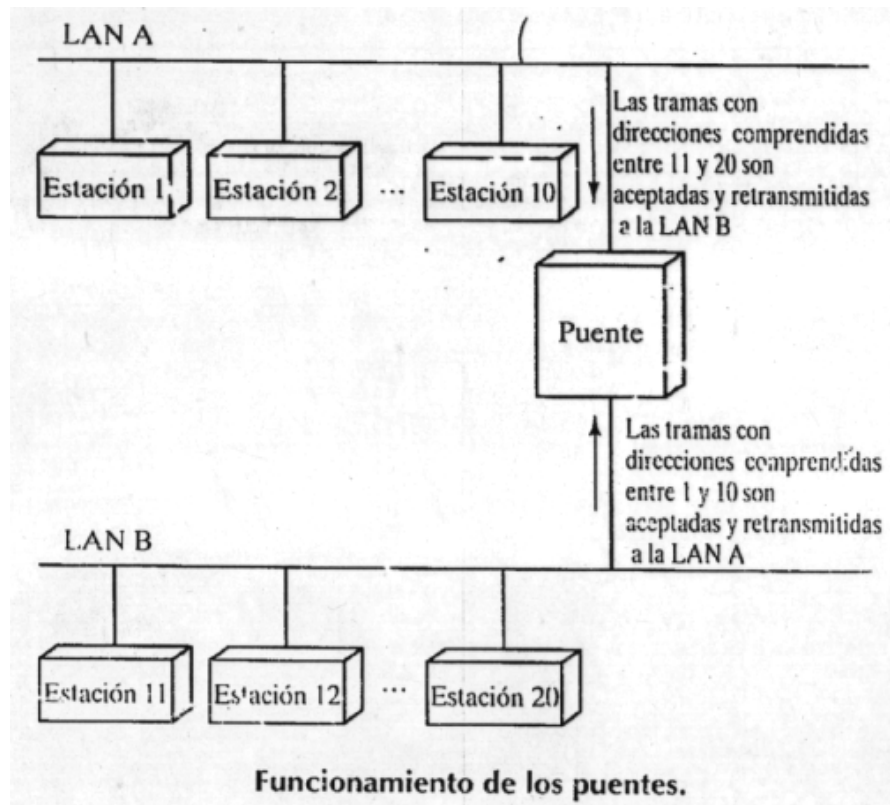 LAN A
Las tramas con
direcciones comprendidas
entre 11 y 20 son
aceptadas y retransmitidas
a la LAN B
Estación 1
Estación 2
...
Estación 10
Puente
Las tramas con
direcciones comprendidas
entre 1 y 10 son
aceptadas y retransmitidas
a la LAN A
LAN B
Estación 11
Estación 12
...
Estación 20
Funcionamiento de los puentes.